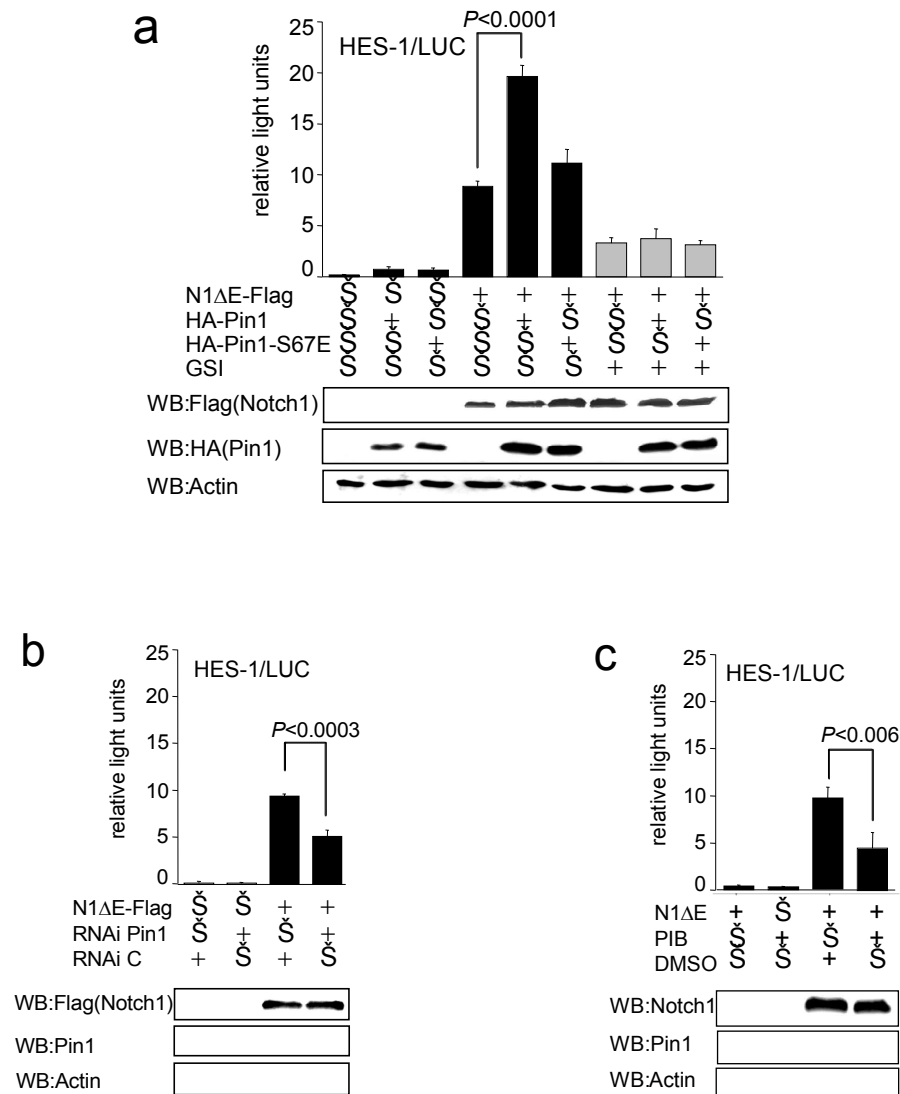 a
25
20
15
10
5
0
relative light units
HES-1/LUC
P<0.0001
N1ΔE-Flag Š Š Š + + + + + +
HA-Pin1 Š + Š Š + Š Š + Š
HA-Pin1-S67E Š Š + Š Š + Š Š +
GSI Š Š Š Š Š Š + + +
WB:Flag(Notch1)
WB:HA(Pin1)
WB:Actin
b
25
20
15
10
5
0
relative light units
HES-1/LUC
P<0.0003
N1ΔE-Flag Š Š + +
RNAi Pin1 Š + Š +
RNAi C + Š + Š
WB:Flag(Notch1)
WB:Pin1
WB:Actin
c
25
20
15
10
5
0
relative light units
HES-1/LUC
P<0.006
N1ΔE + Š + +
PIB Š + Š +
DMSO Š Š + Š
WB:Notch1
WB:Pin1
WB:Actin